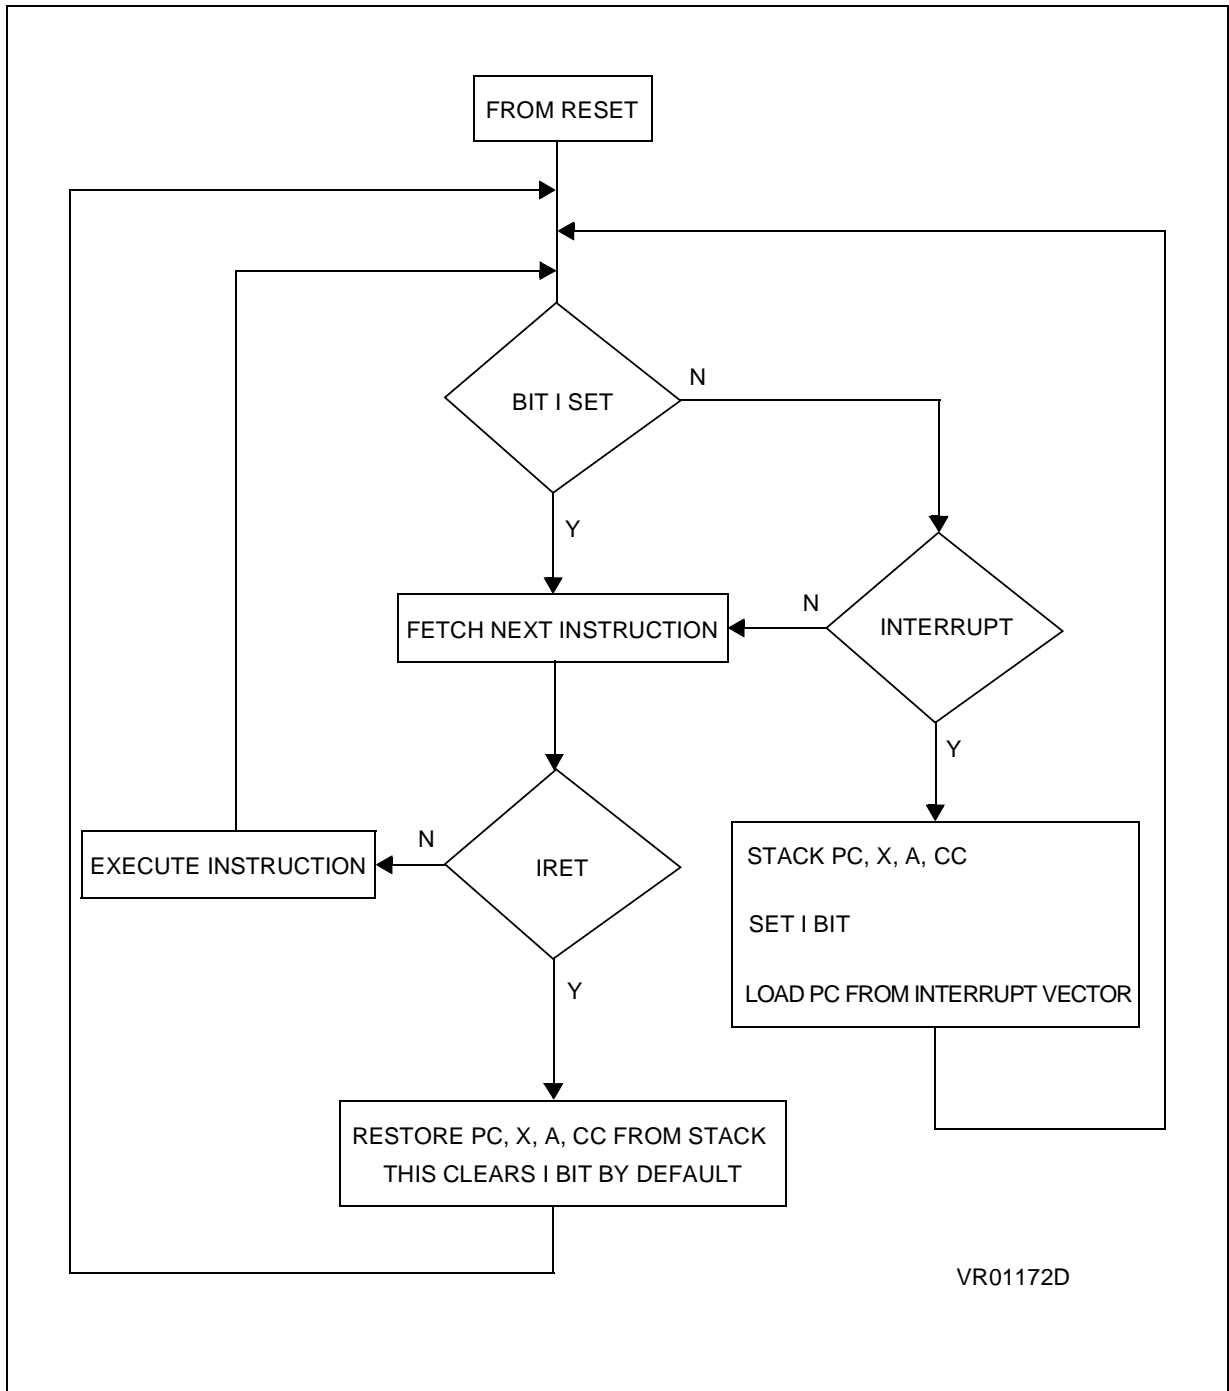 FROM RESET
BIT I SET
N
Y
FETCH NEXT INSTRUCTION
N
INTERRUPT
Y
EXECUTE INSTRUCTION
N
IRET
Y
STACK PC, X, A, CC
SET I BIT
LOAD PC FROM INTERRUPT VECTOR
RESTORE PC, X, A, CC FROM STACK
THIS CLEARS I BIT BY DEFAULT
VR01172D